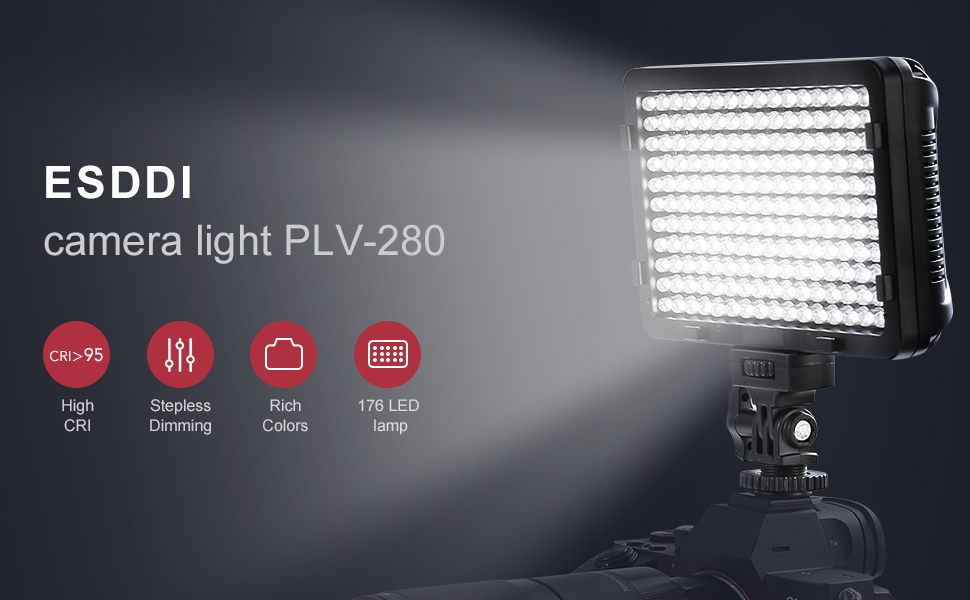 ESDDI
camera light PLV-280
CRI>95
High
CRI
Stepless
Dimming
Rich
Colors
176 LED
lamp